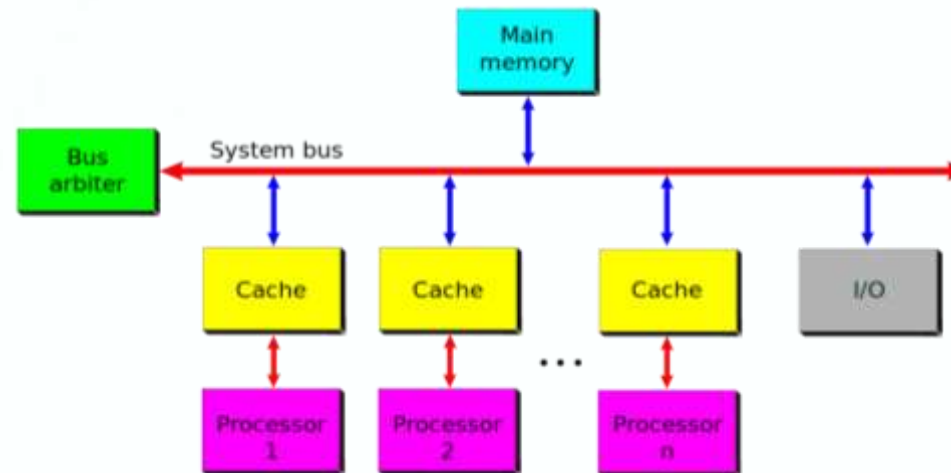 Main
memory
Bus
arbiter
System bus
Cache
Cache
Cache
I/O
...
Processor
1
Processor
2
Processor
n